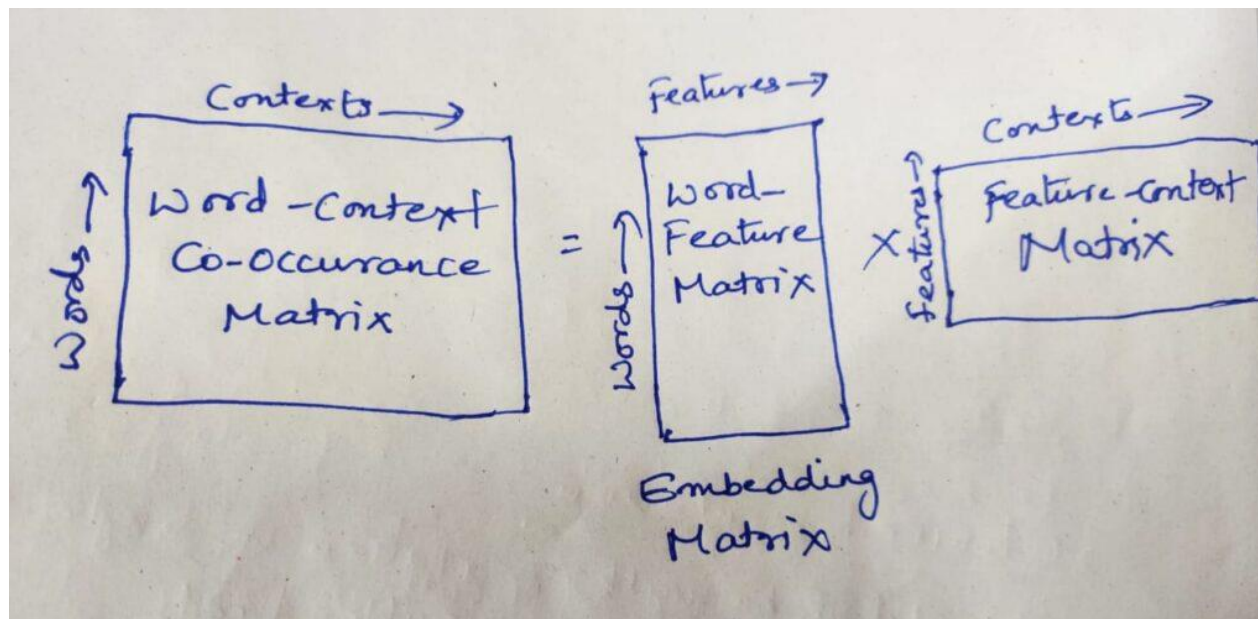 Contexts →
Words →
Word-Context
Co-Occurance
Matrix
=
Features →
Words →
Word-
Feature
Matrix
Embedding
Matrix
X
Contexts →
Features →
Feature-Context
Matrix